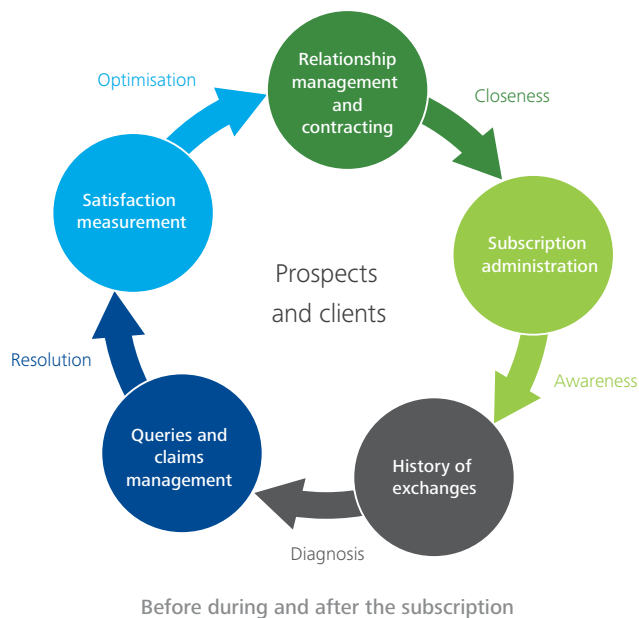 Relationship
management
and
contracting
Closeness
Subscription
administration
Awareness
History of
exchanges
Diagnosis
Queries and
claims
management
Resolution
Satisfaction
measurement
Optimisation
Prospects
and clients
Before during and after the subscription